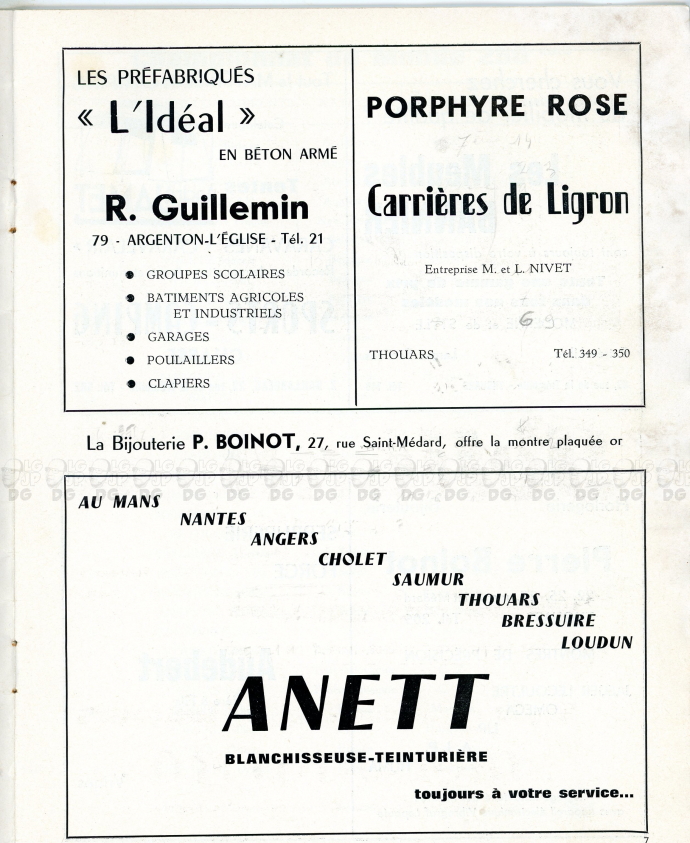 LES PRÉFABRIQUÉS
« L'Idéal »
EN BÉTON ARMÉ
R. Guillemin
79 - ARGENTON-L'ÉGLISE - Tél. 21
● GROUPES SCOLAIRES
● BATIMENTS AGRICOLES
ET INDUSTRIELS
● GARAGES
● POULAILLERS
● CLAPIERS
PORPHYRE ROSE
Carrières de Ligron
Entreprise M. et L. NIVET
69
THOUARS Tél. 349 - 350
La Bijouterie P. BOINOT, 27, rue Saint-Médard, offre la montre plaquée or
AU MANS
NANTES
ANGERS
CHOLET
SAUMUR
THOUARS
BRESSUIRE
LOUDUN
ANETT
BLANCHISSEUSE-TEINTURIÈRE
toujours à votre service...
7